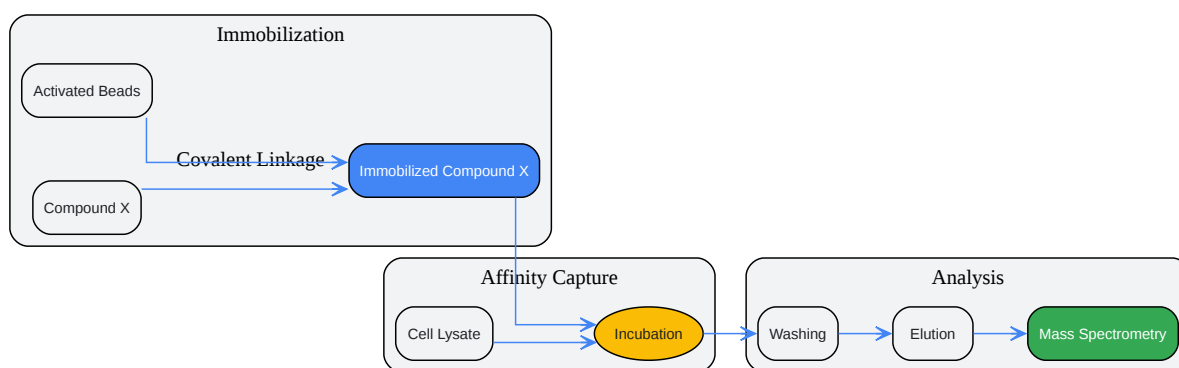 Immobilization
Activated Beads
Covalent Linkage
Immobilized Compound X
Compound X
Affinity Capture
Analysis
Cell Lysate
Incubation
Washing
Elution
Mass Spectrometry